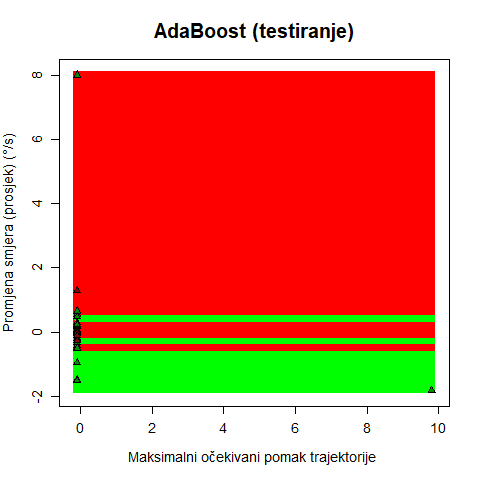 AdaBoost (testiranje)
Promjena smjera (prosjek) (°/s)
8
6
4
2
0
-2
0 2 4 6 8 10
Maksimalni očekivani pomak trajektorije